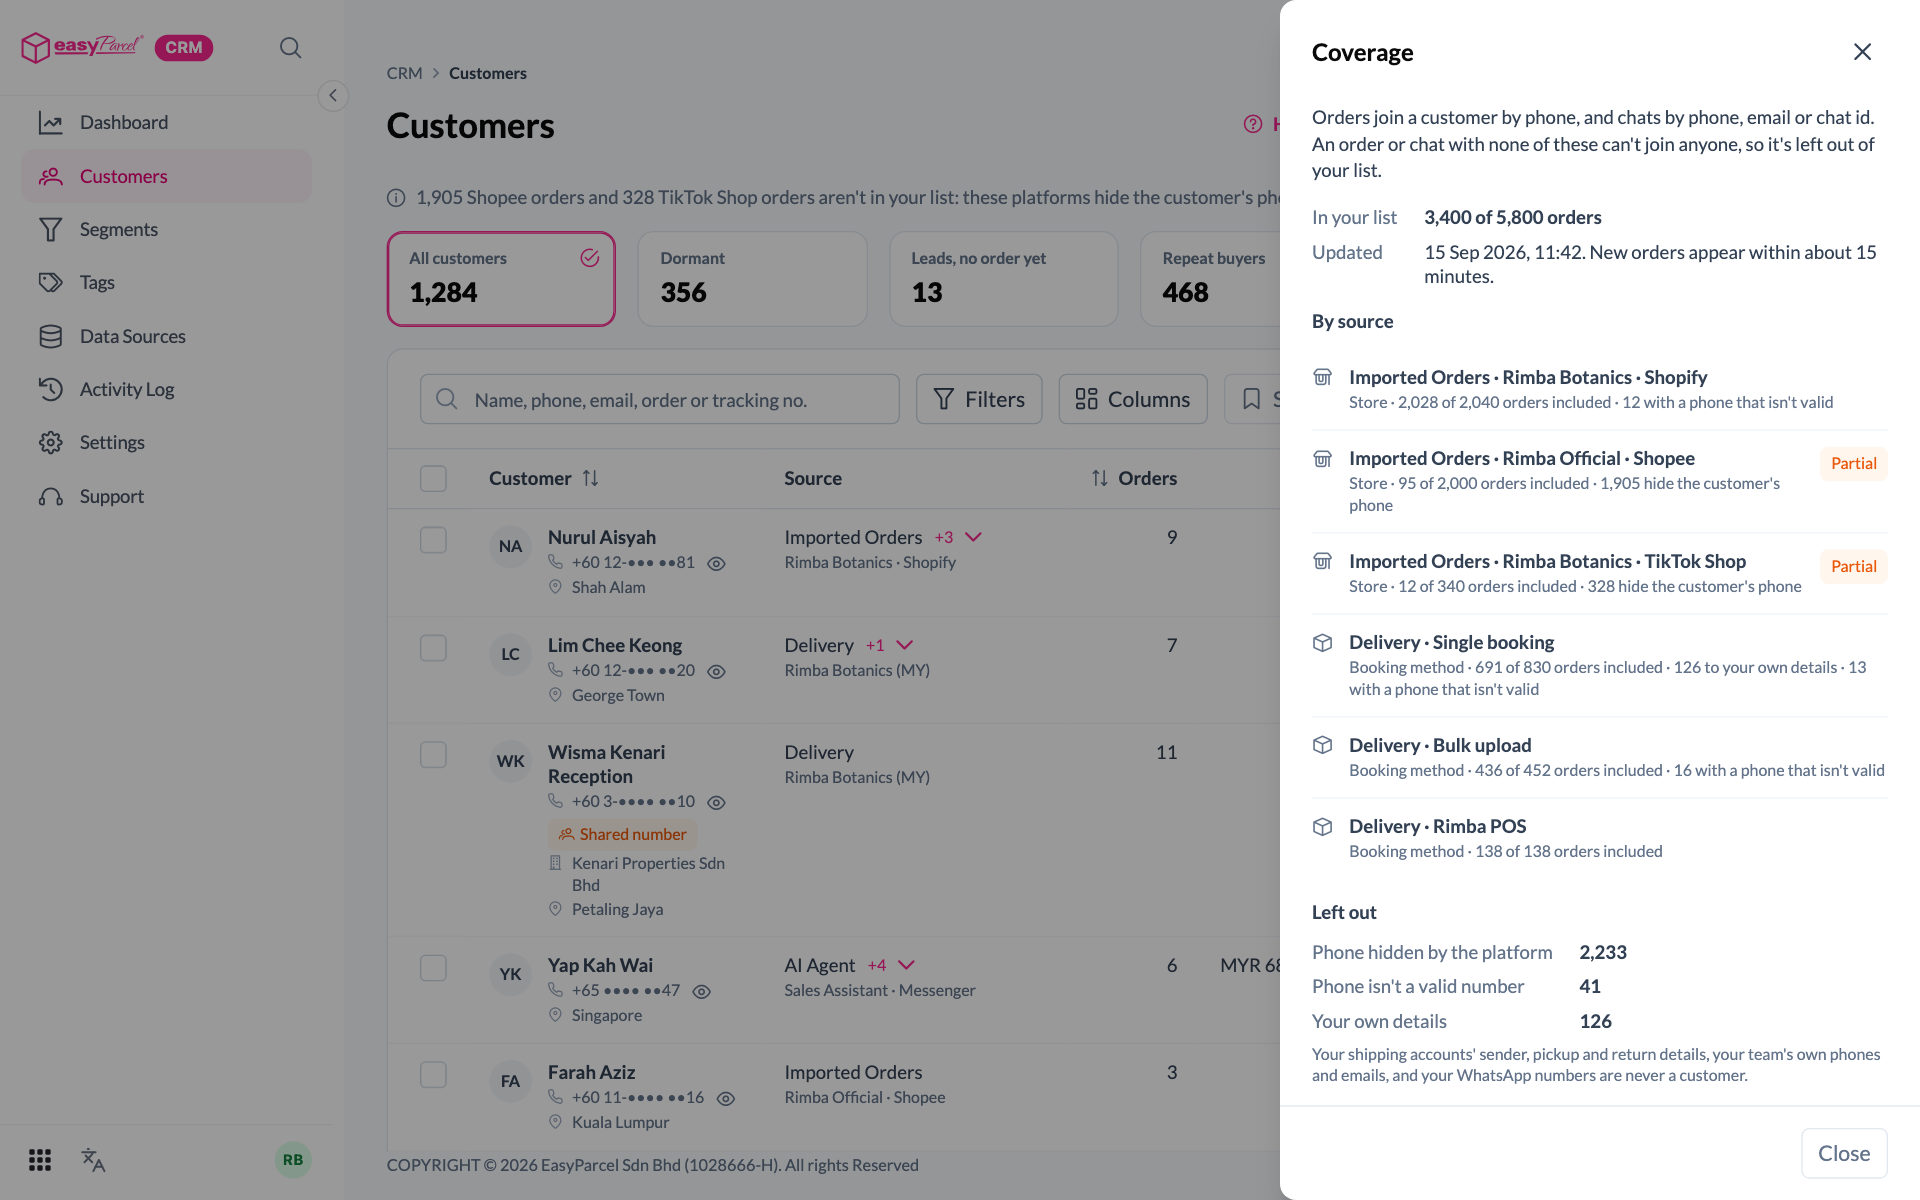 easyParcel CRM
Dashboard
Customers
Segments
Tags
Data Sources
Activity Log
Settings
Support
RB
CRM > Customers
Customers
1,905 Shopee orders and 328 TikTok Shop orders aren't in your list: these platforms hide the customer's
All customers
1,284
Dormant
356
Leads, no order yet
13
Repeat buyers
468
Name, phone, email, order or tracking no.
Filters
Columns
Customer
Source
Orders
NA
Nurul Aisyah
+60 12-••• ••81
Shah Alam
Imported Orders +3
Rimba Botanics · Shopify
9
LC
Lim Chee Keong
+60 12-••• ••20
George Town
Delivery +1
Rimba Botanics (MY)
7
WK
Wisma Kenari
Reception
+60 3-•••• ••10
Shared number
Kenari Properties Sdn
Bhd
Petaling Jaya
Delivery
Rimba Botanics (MY)
11
YK
Yap Kah Wai
+65 •••• ••47
Singapore
AI Agent +4
Sales Assistant · Messenger
6
MYR
FA
Farah Aziz
+60 11-•••• ••16
Kuala Lumpur
Imported Orders
Rimba Official · Shopee
3
COPYRIGHT © 2026 EasyParcel Sdn Bhd (1028666-H). All rights Reserved
Coverage
Orders join a customer by phone, and chats by phone, email or chat id.
An order or chat with none of these can't join anyone, so it's left out of
your list.
In your list 3,400 of 5,800 orders
Updated 15 Sep 2026, 11:42. New orders appear within about 15
minutes.
By source
Imported Orders · Rimba Botanics · Shopify
Store · 2,028 of 2,040 orders included · 12 with a phone that isn't valid
Imported Orders · Rimba Official · Shopee
Partial
Store · 95 of 2,000 orders included · 1,905 hide the customer's
phone
Imported Orders · Rimba Botanics · TikTok Shop
Partial
Store · 12 of 340 orders included · 328 hide the customer's phone
Delivery · Single booking
Booking method · 691 of 830 orders included · 126 to your own details · 13
with a phone that isn't valid
Delivery · Bulk upload
Booking method · 436 of 452 orders included · 16 with a phone that isn't valid
Delivery · Rimba POS
Booking method · 138 of 138 orders included
Left out
Phone hidden by the platform 2,233
Phone isn't a valid number 41
Your own details 126
Your shipping accounts' sender, pickup and return details, your team's own phones
and emails, and your WhatsApp numbers are never a customer.
Close